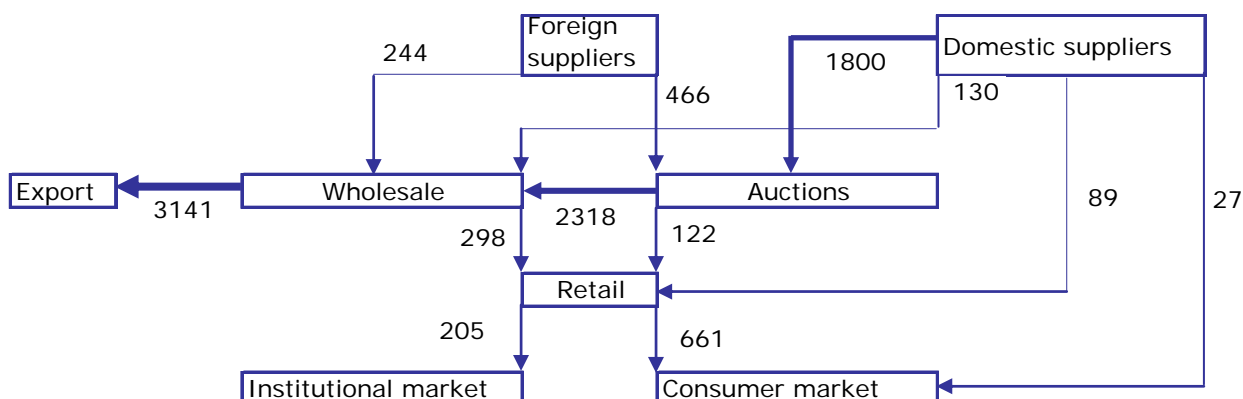 Foreign
suppliers
Domestic suppliers
244
1800
466
130
Export
Wholesale
Auctions
3141
2318
89
27
298
122
Retail
205
661
Institutional market
Consumer market